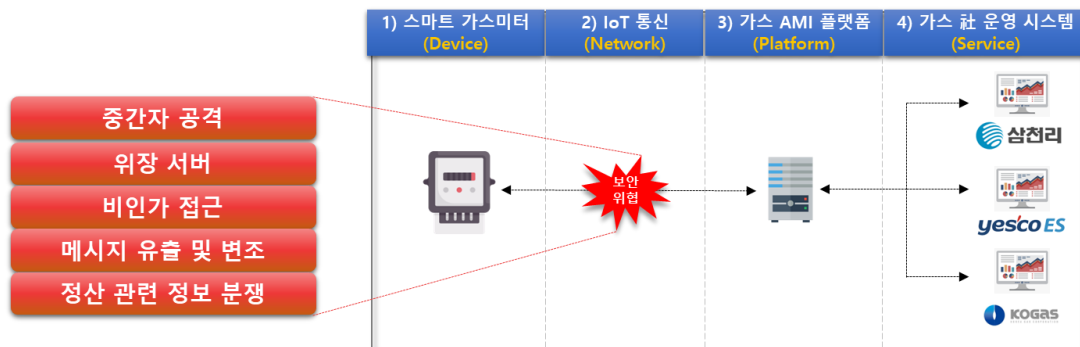 1) 스마트 가스미터
(Device)
2) IoT 통신
(Network)
3) 가스 AMI 플랫폼
(Platform)
4) 가스 社 운영 시스템
(Service)
중간자 공격
위장 서버
비인가 접근
메시지 유출 및 변조
정산 관련 정보 분쟁
보안
위협
삼천리
yesco ES
KOGAS